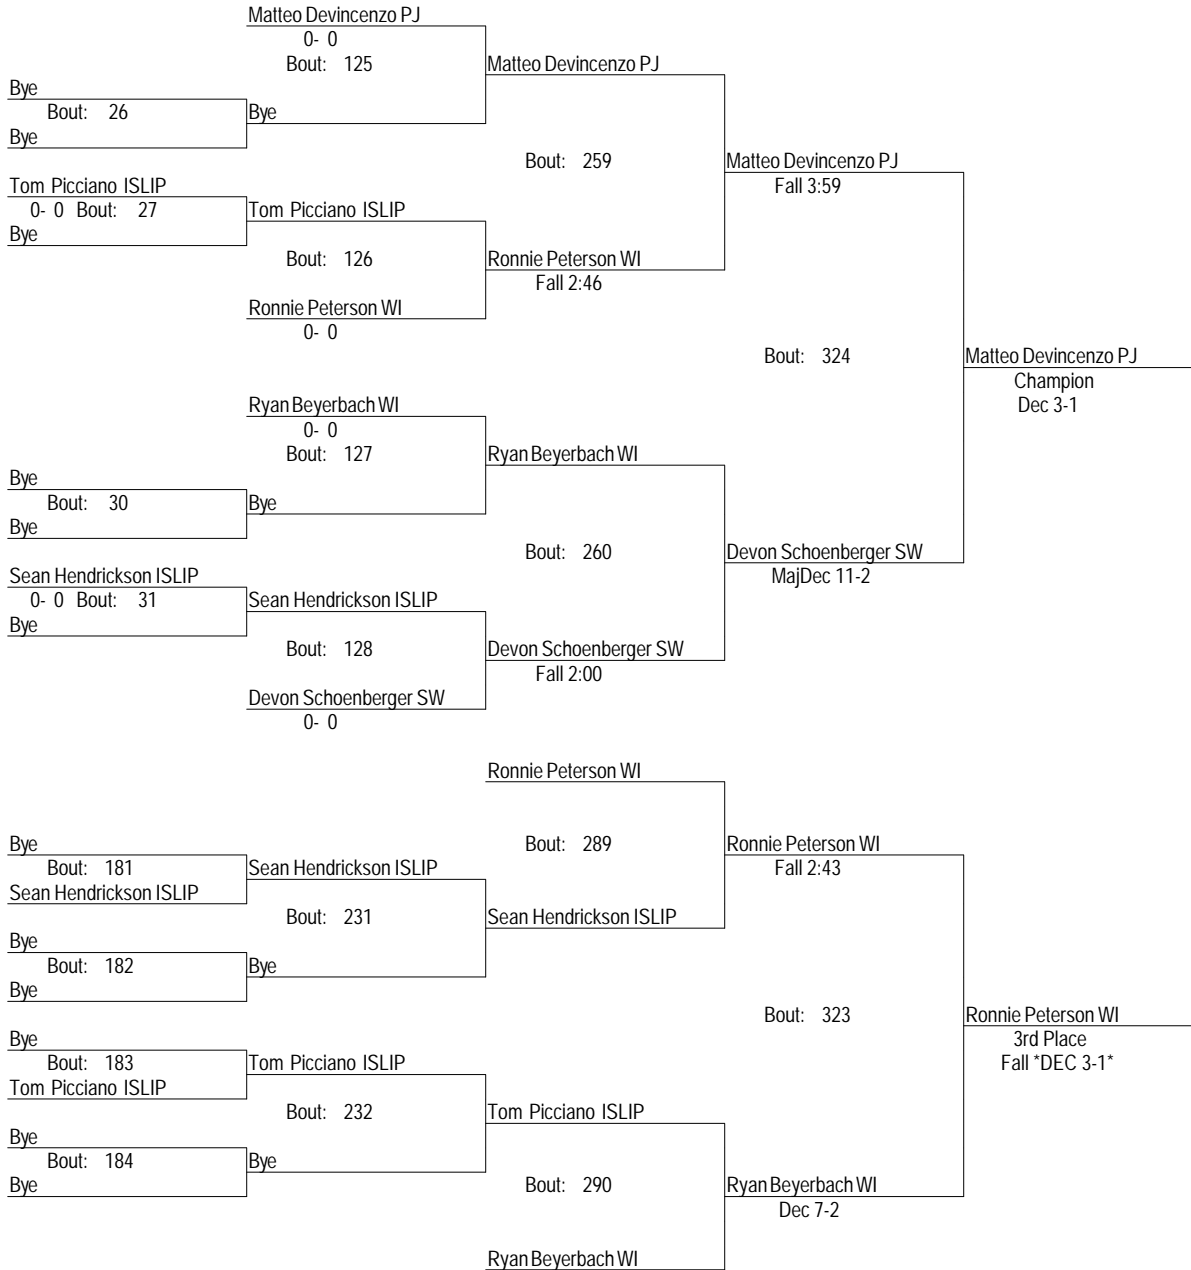 Matteo Devincenzo PJ
0- 0
Bout: 125
Matteo Devincenzo PJ
Bye
Bout: 26
Bye
Bye
Bout: 259
Matteo Devincenzo PJ
Fall 3:59
Tom Picciano ISLIP
0- 0 Bout: 27
Tom Picciano ISLIP
Bye
Bout: 126
Ronnie Peterson WI
Fall 2:46
Ronnie Peterson WI
0- 0
Bout: 324
Matteo Devincenzo PJ
Champion
Dec 3-1
Ryan Beyerbach WI
0- 0
Bout: 127
Ryan Beyerbach WI
Bye
Bout: 30
Bye
Bye
Bout: 260
Devon Schoenberger SW
MajDec 11-2
Sean Hendrickson ISLIP
0- 0 Bout: 31
Sean Hendrickson ISLIP
Bye
Bout: 128
Devon Schoenberger SW
Fall 2:00
Devon Schoenberger SW
0- 0
Ronnie Peterson WI
Bout: 289
Ronnie Peterson WI
Fall 2:43
Bye
Bout: 181
Sean Hendrickson ISLIP
Sean Hendrickson ISLIP
Bout: 231
Sean Hendrickson ISLIP
Bye
Bout: 182
Bye
Bye
Bout: 323
Ronnie Peterson WI
3rd Place
Fall *DEC 3-1*
Bye
Bout: 183
Tom Picciano ISLIP
Tom Picciano ISLIP
Bout: 232
Tom Picciano ISLIP
Bye
Bout: 184
Bye
Bye
Bout: 290
Ryan Beyerbach WI
Dec 7-2
Ryan Beyerbach WI